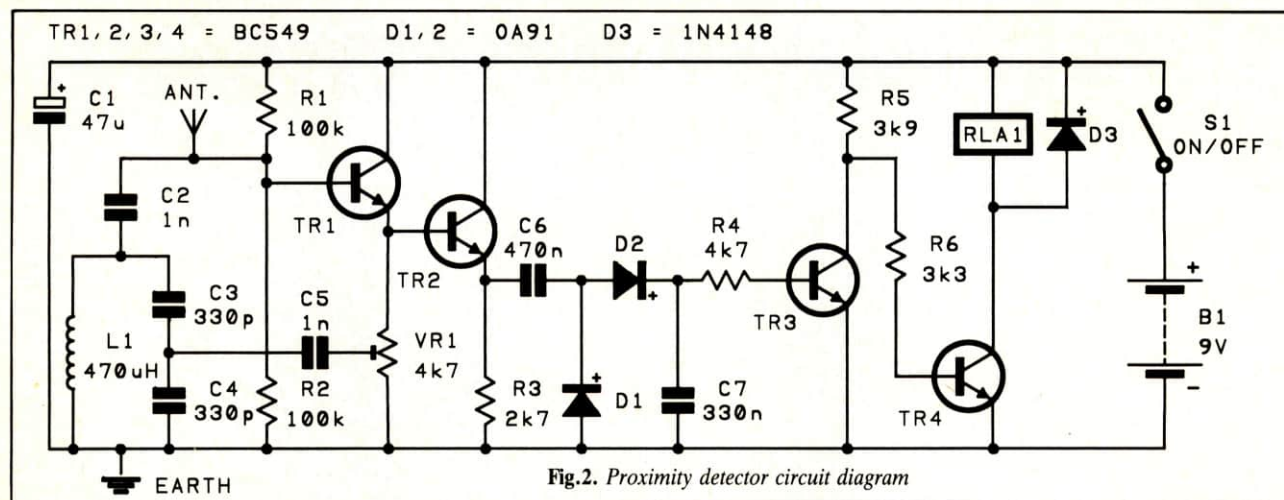 TR1,2,3,4 = BC549 D1,2 = OA91 D3 = 1N4148
+
C1
47u
ANT.
R1
100k
C2
1n
TR1
TR2
C6
470n
D2
+
R4
4k7
TR3
R5
3k9
R6
3k3
RLA1
+
D3
S1
ON/OFF
L1
470uH
C3
330p
C4
330p
C5
1n
R2
100k
VR1
4k7
R3
2k7
+
D1
C7
330n
TR4
+
B1
9V
-
EARTH
Fig.2. Proximity detector circuit diagram